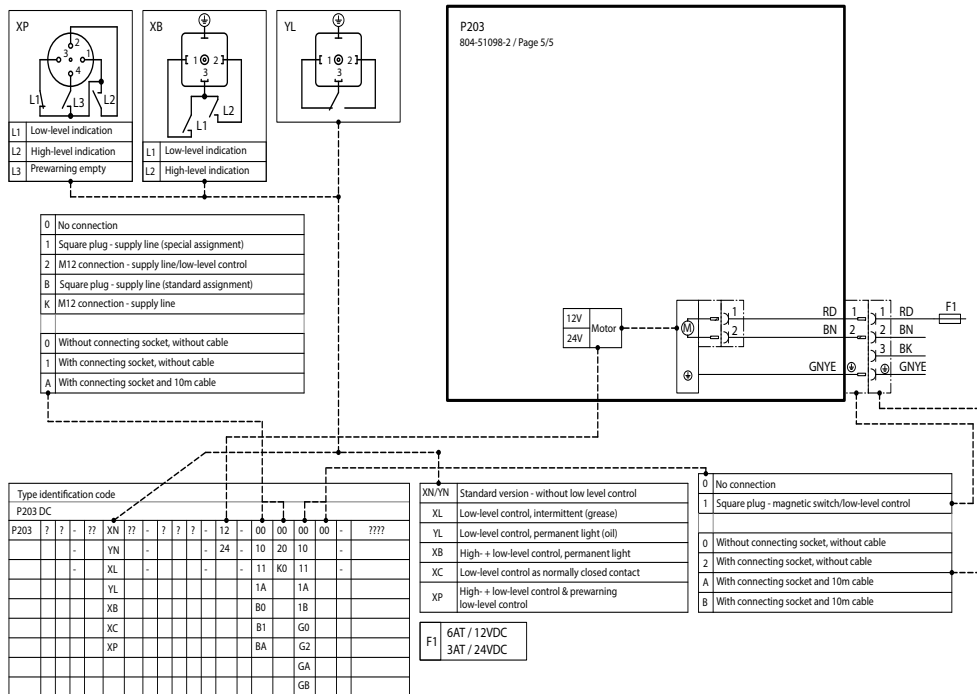 XP
2
3
1
4
L1
L3
L2
L1 Low-level indication
L2 High-level indication
L3 Prewarning empty
XB
1
2
3
L2
L1
L1 Low-level indication
L2 High-level indication
YL
1
2
3
P203
804-51098-2 / Page 5/5
0 No connection
1 Square plug - supply line (special assignment)
2 M12 connection - supply line/low-level control
B Square plug - supply line (standard assignment)
K M12 connection - supply line
0 Without connecting socket, without cable
1 With connecting socket, without cable
A With connecting socket and 10m cable
12V
24V
Motor
M
1
2
RD 1 1 RD
BN 2 2 BN
3 BK
GNYE GNYE
F1
Type identification code
P203 DC
P203 ? ? - ?? XN ?? - ? ? ? - 12 - 00 00 00 00 - ????
- YN - - 24 - 10 20 10 -
- XL - - - 11 K0 11 -
YL 1A 1A
XB B0 1B
XC B1 G0
XP BA G2
GA
GB
XN/YN Standard version - without low level control
XL Low-level control, intermittent (grease)
YL Low-level control, permanent light (oil)
XB High- + low-level control, permanent light
XC Low-level control as normally closed contact
XP High- + low-level control & prewarning
low-level control
F1 6AT / 12VDC
3AT / 24VDC
0 No connection
1 Square plug - magnetic switch/low-level control
0 Without connecting socket, without cable
2 With connecting socket, without cable
A With connecting socket and 10m cable
B With connecting socket and 10m cable